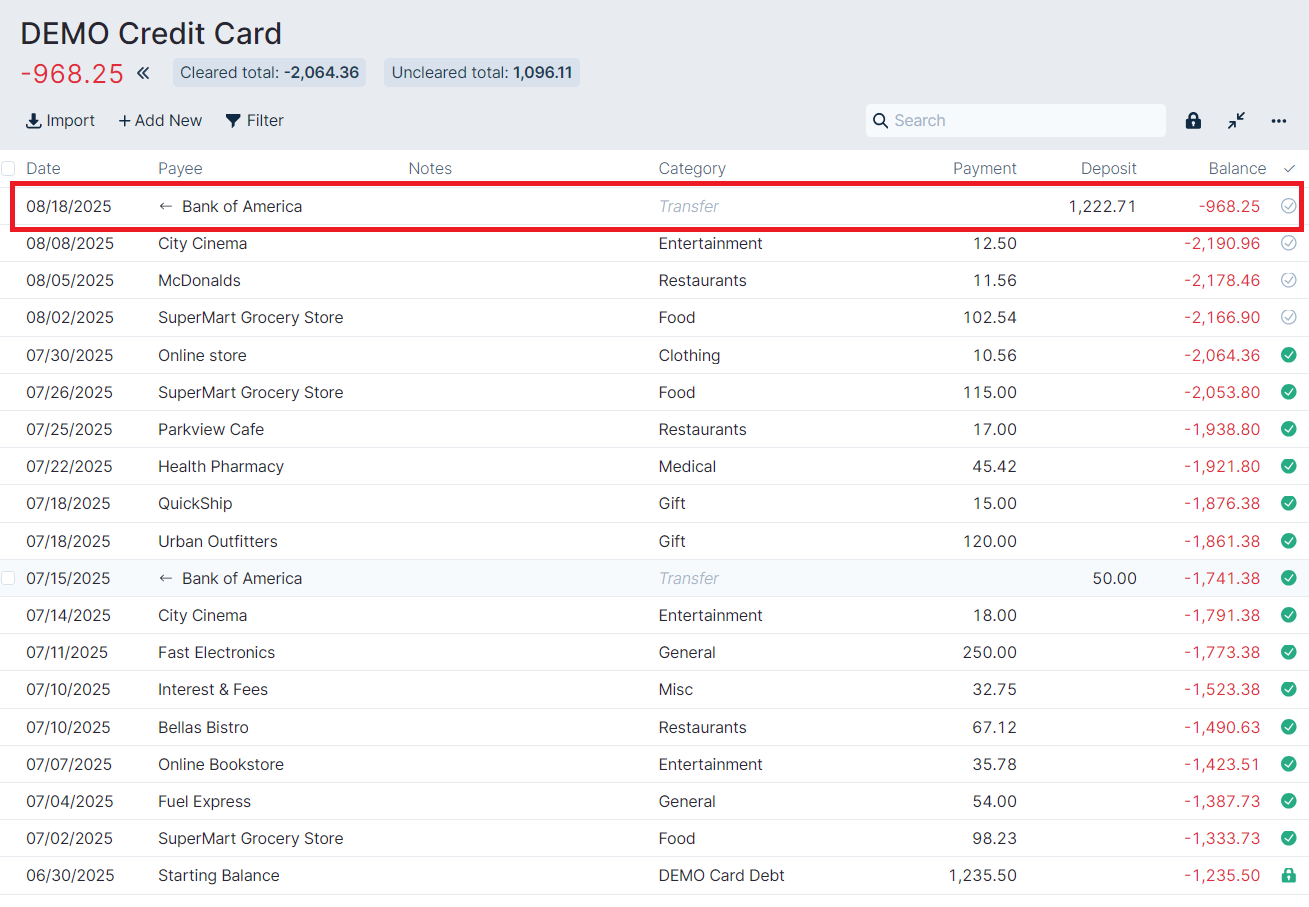 DEMO Credit Card
-968.25 « Cleared total: -2,064.36 Uncleared total: 1,096.11
Import + Add New Filter Search
Date Payee Notes Category Payment Deposit Balance
08/18/2025 ← Bank of America Transfer 1,222.71 -968.25
08/08/2025 City Cinema Entertainment 12.50 -2,190.96
08/05/2025 McDonalds Restaurants 11.56 -2,178.46
08/02/2025 SuperMart Grocery Store Food 102.54 -2,166.90
07/30/2025 Online store Clothing 10.56 -2,064.36
07/26/2025 SuperMart Grocery Store Food 115.00 -2,053.80
07/25/2025 Parkview Cafe Restaurants 17.00 -1,938.80
07/22/2025 Health Pharmacy Medical 45.42 -1,921.80
07/18/2025 QuickShip Gift 15.00 -1,876.38
07/18/2025 Urban Outfitters Gift 120.00 -1,861.38
07/15/2025 ← Bank of America Transfer 50.00 -1,741.38
07/14/2025 City Cinema Entertainment 18.00 -1,791.38
07/11/2025 Fast Electronics General 250.00 -1,773.38
07/10/2025 Interest & Fees Misc 32.75 -1,523.38
07/10/2025 Bellas Bistro Restaurants 67.12 -1,490.63
07/07/2025 Online Bookstore Entertainment 35.78 -1,423.51
07/04/2025 Fuel Express General 54.00 -1,387.73
07/02/2025 SuperMart Grocery Store Food 98.23 -1,333.73
06/30/2025 Starting Balance DEMO Card Debt 1,235.50 -1,235.50